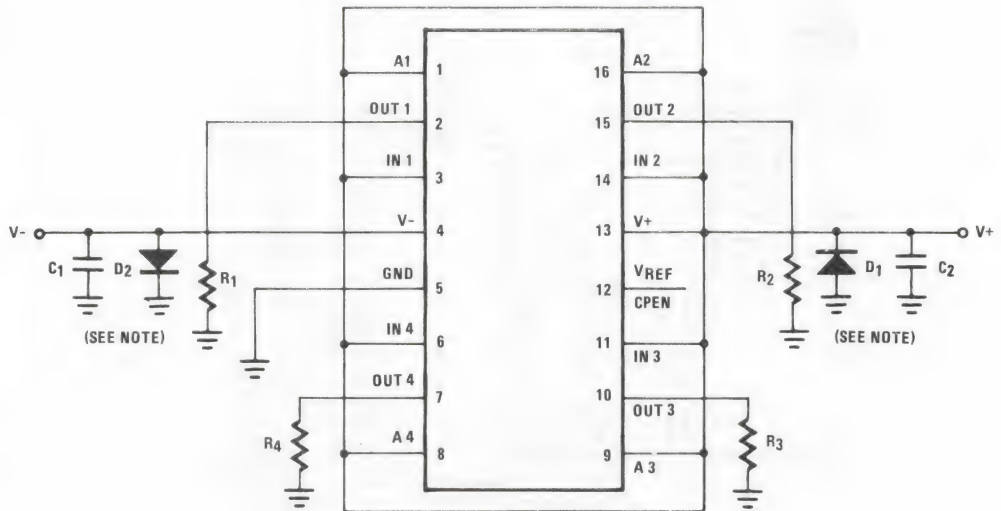 A1 1 16 A2
OUT 1 2 15 OUT 2
IN 1 3 14 IN 2
V- V- 4 13 V+ V+
C1 D2 R1 GND 5 12 VREF R2 D1 C2
CPEN
(SEE NOTE) (SEE NOTE)
IN 4 6 11 IN 3
OUT 4 7 10 OUT 3
R4 R3
A 4 8 9 A 3